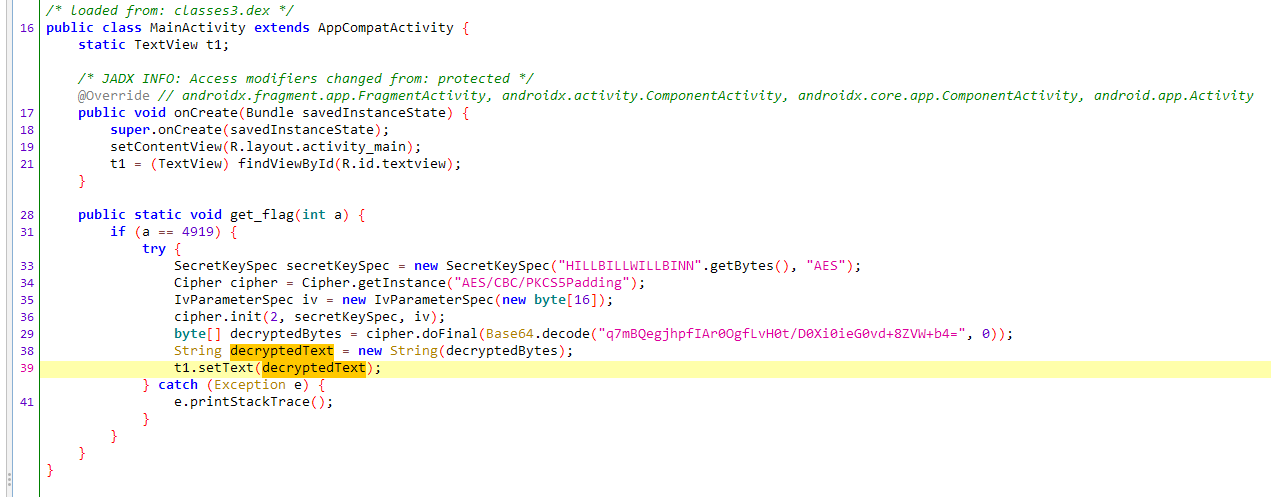 /* loaded from: classes3.dex */
16 public class MainActivity extends AppCompatActivity {
static TextView t1;
/* JADX INFO: Access modifiers changed from: protected */
@Override // androidx.fragment.app.FragmentActivity, androidx.activity.ComponentActivity, androidx.core.app.ComponentActivity, android.app.Activity
17 public void onCreate(Bundle savedInstanceState) {
18 super.onCreate(savedInstanceState);
19 setContentView(R.layout.activity_main);
21 t1 = (TextView) findViewById(R.id.textview);
}
28 public static void get_flag(int a) {
31 if (a == 4919) {
try {
33 SecretKeySpec secretKeySpec = new SecretKeySpec("HILLBILLWILLBINN".getBytes(), "AES");
34 Cipher cipher = Cipher.getInstance("AES/CBC/PKCS5Padding");
35 IvParameterSpec iv = new IvParameterSpec(new byte[16]);
36 cipher.init(2, secretKeySpec, iv);
29 byte[] decryptedBytes = cipher.doFinal(Base64.decode("q7mBQegjhpfIAr0OgfLvH0t/D0Xi0ieG0vd+8ZVW+b4=", 0));
38 String decryptedText = new String(decryptedBytes);
39 t1.setText(decryptedText);
} catch (Exception e) {
41 e.printStackTrace();
}
}
}
}